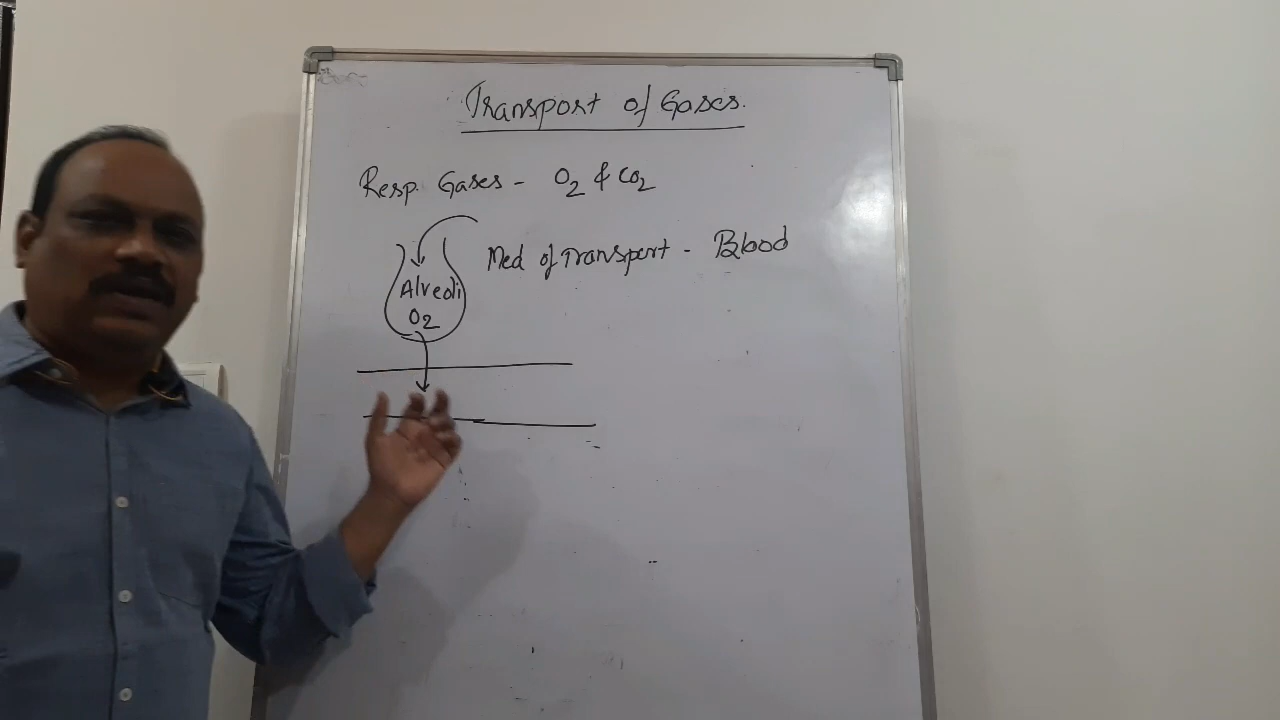 Transport of Gases.
Resp. Gases - O2 & CO2
Med of Transport - Blood
Alveoli
O2